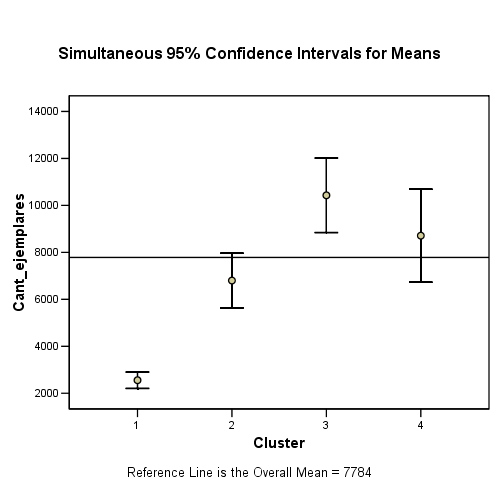 Simultaneous 95% Confidence Intervals for Means
14000
12000
10000
8000
6000
4000
2000
Cant_ejemplares
1 2 3 4
Cluster
Reference Line is the Overall Mean = 7784